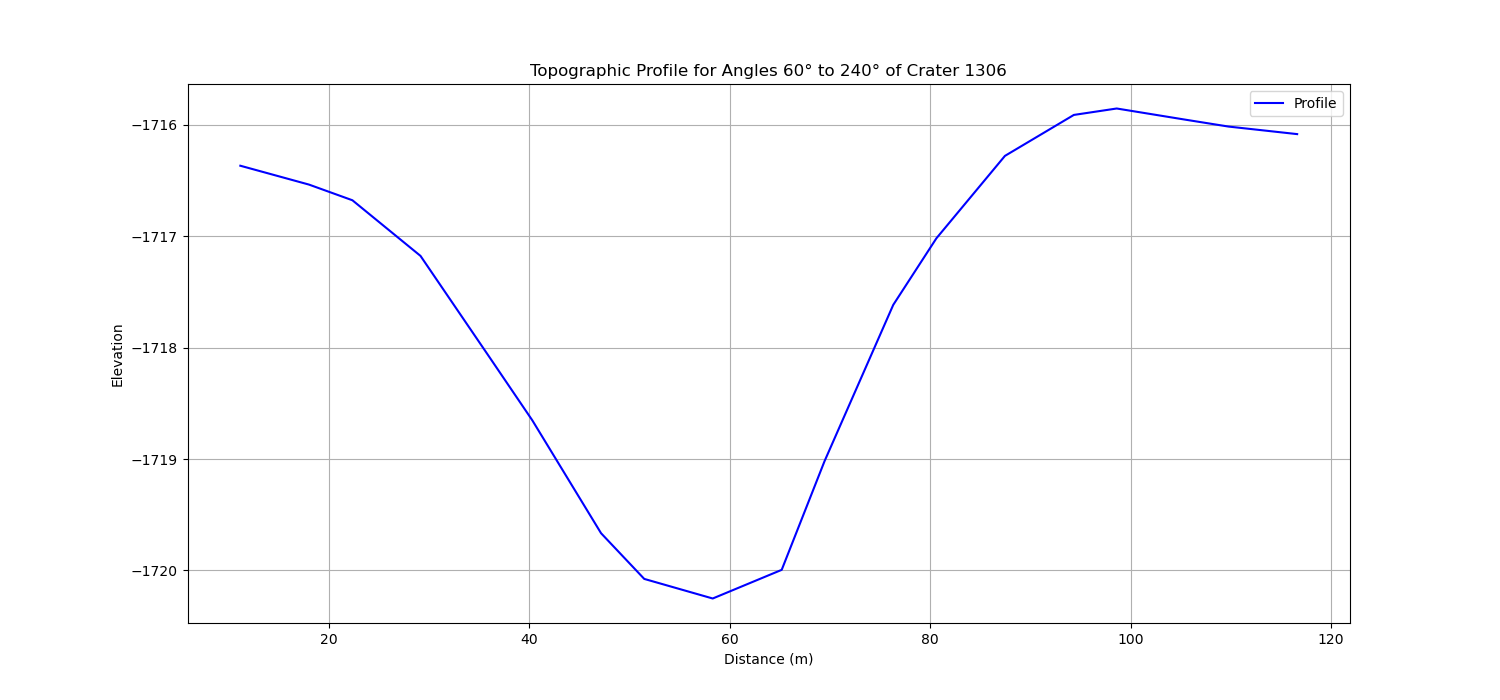 Topographic Profile for Angles 60° to 240° of Crater 1306
Profile
−1716
−1717
−1718
−1719
−1720
Elevation
20
40
60
80
100
120
Distance (m)